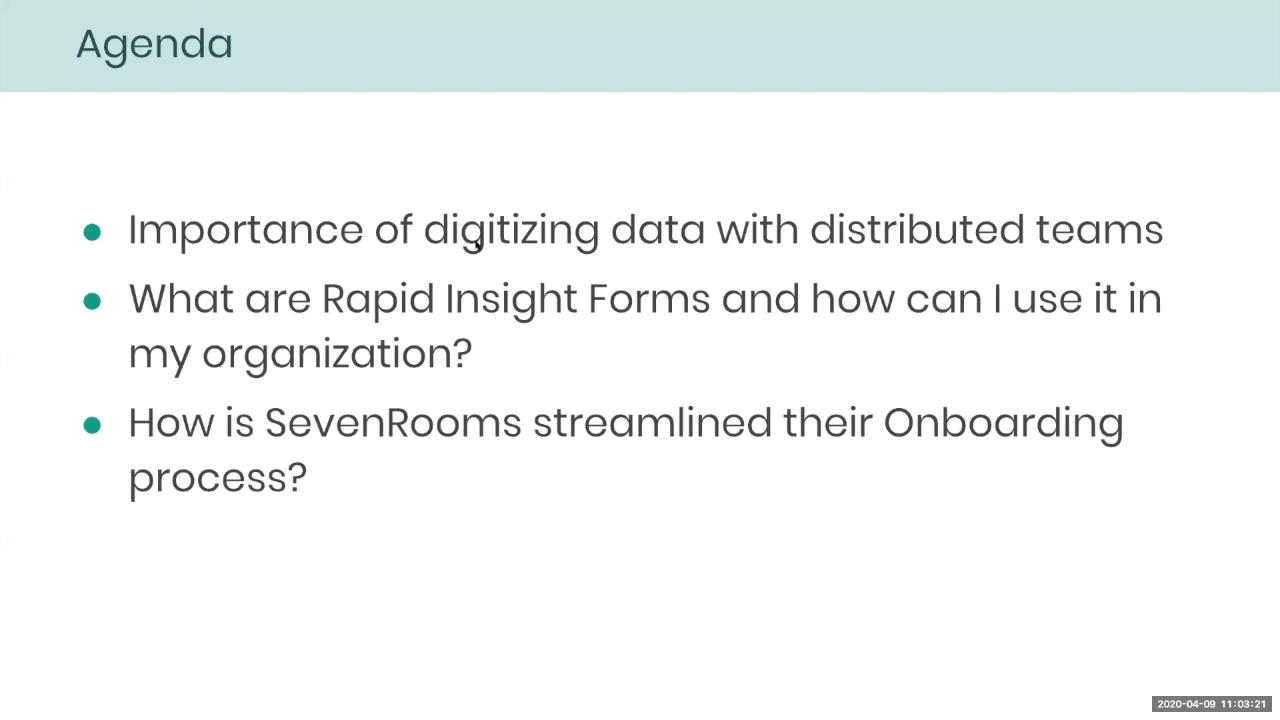 Agenda
Importance of digitizing data with distributed teams
What are Rapid Insight Forms and how can I use it in
my organization?
How is SevenRooms streamlined their Onboarding
process?
2020-04-09 11:03:21